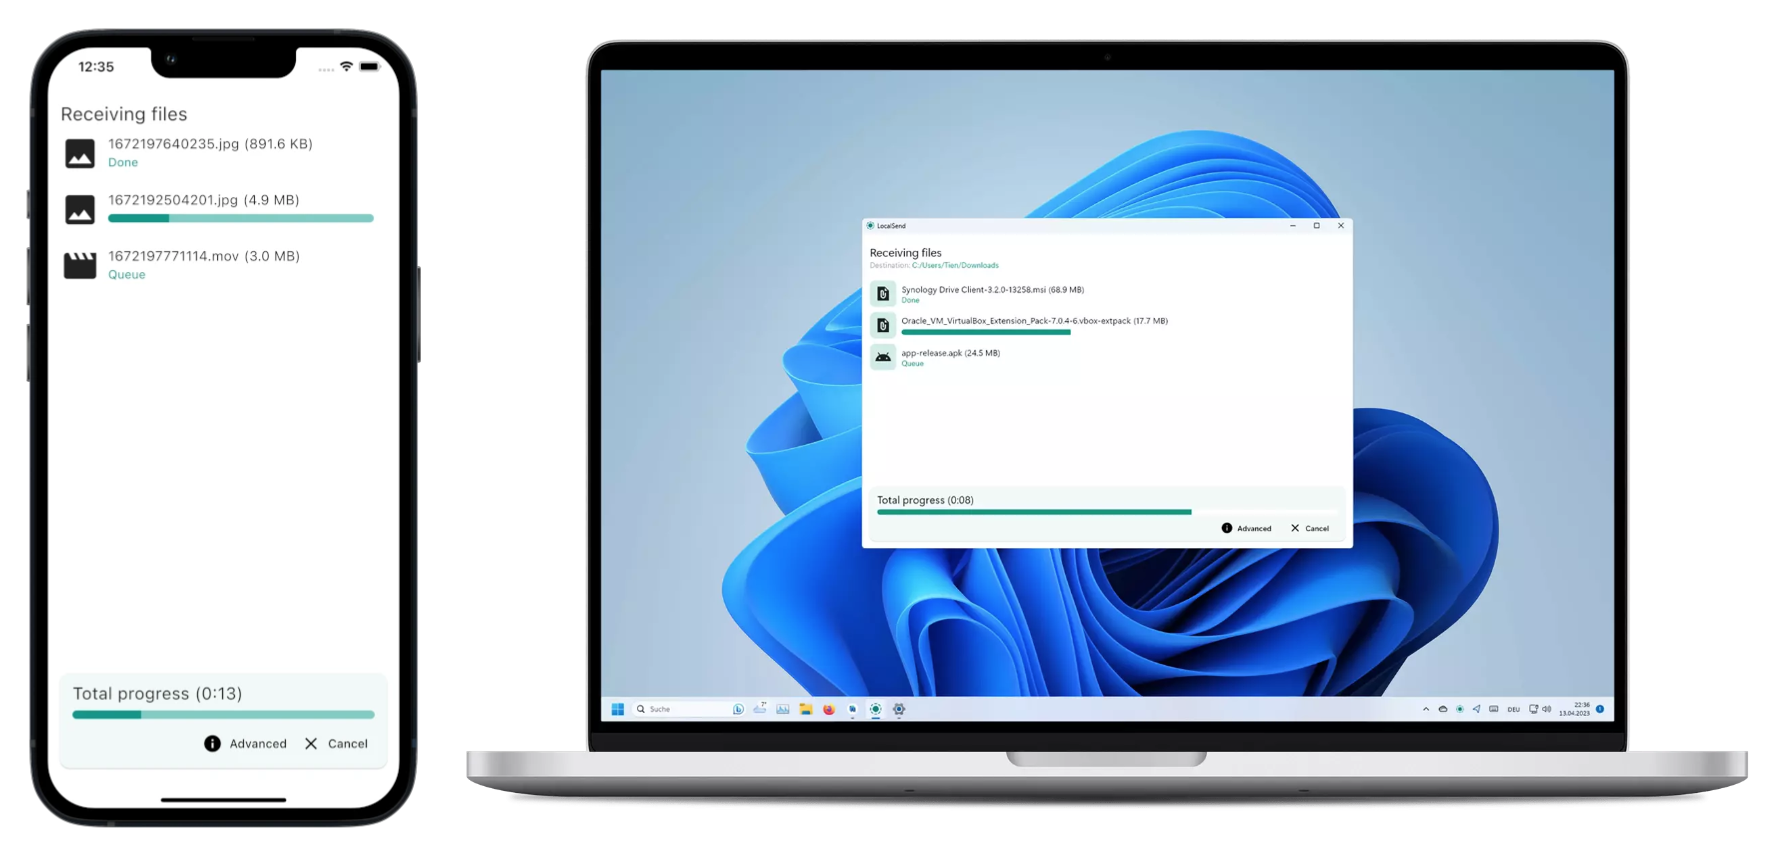 12:35
Receiving files
1672197640235.jpg (891.6 KB)
Done
1672192504201.jpg (4.9 MB)
1672197771114.mov (3.0 MB)
Queue
Total progress (0:13)
Advanced
Cancel
LocalSend
Receiving files
Destination: C:/Users/Tien/Downloads
Synology Drive Client-3.2.0-13258.msi (68.9 MB)
Done
Oracle_VM_VirtualBox_Extension_Pack-7.0.4-6.vbox-extpack (17.7 MB)
app-release.apk (24.5 MB)
Queue
Total progress (0:08)
Advanced
Cancel
Suche
7°
DEU
22:36
13.04.2023
1